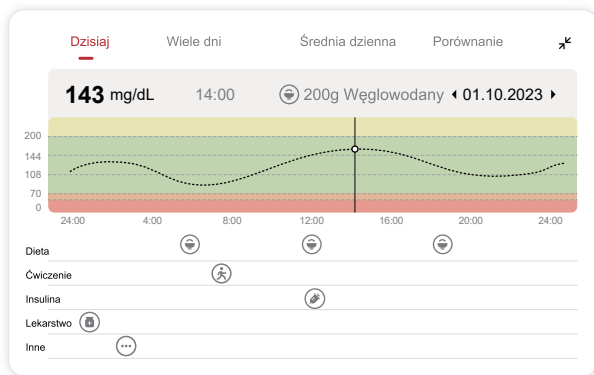 Dzisiaj Wiele dni Średnia dzienna Porównanie
143 mg/dL 14:00 200g Węglowodany 01.10.2023
200
144
108
70
0
24:00 4:00 8:00 12:00 16:00 20:00 24:00
Dieta
Ćwiczenie
Insulina
Lekarstwo
Inne